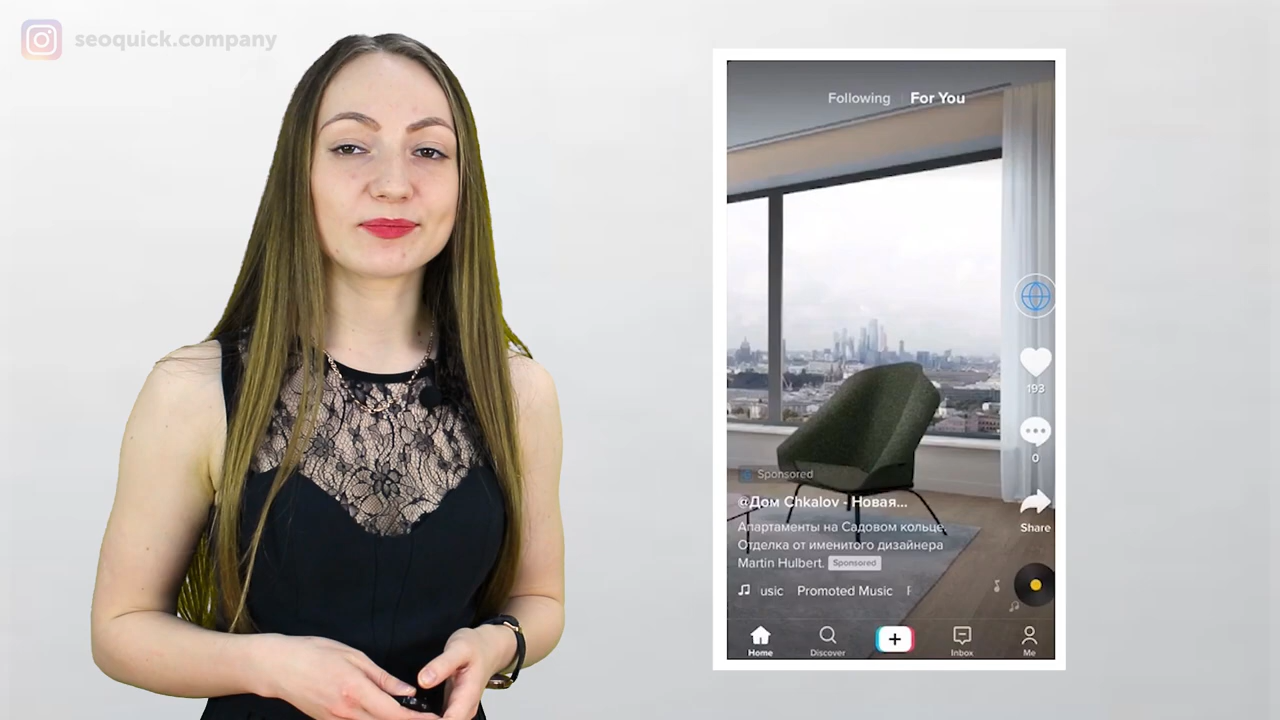 seoquick.company
Following For You
193
0
Sponsored
@Дом Chkalov - Новая...
Апартаменты на Садовом кольце.
Отделка от именитого дизайнера
Martin Hulbert. Sponsored
Share
usic Promoted Music
Home Discover Inbox Me